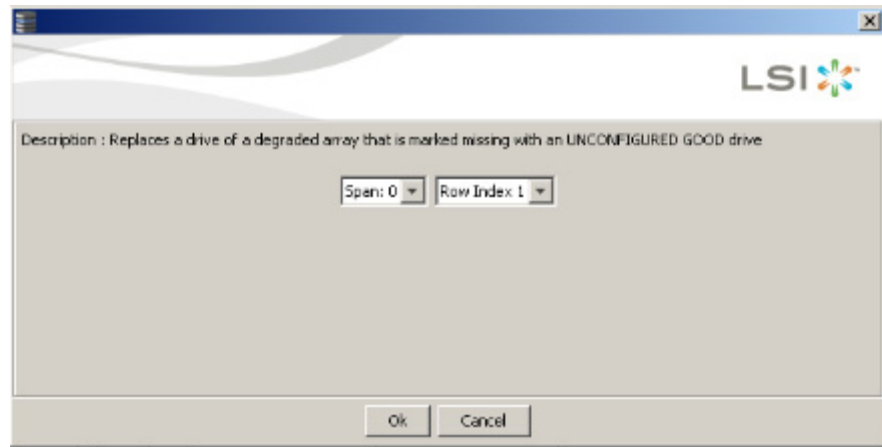 LSI
Description : Replaces a drive of a degraded array that is marked missing with an UNCONFIGURED GOOD drive
Span: 0 Row Index 1
Ok Cancel